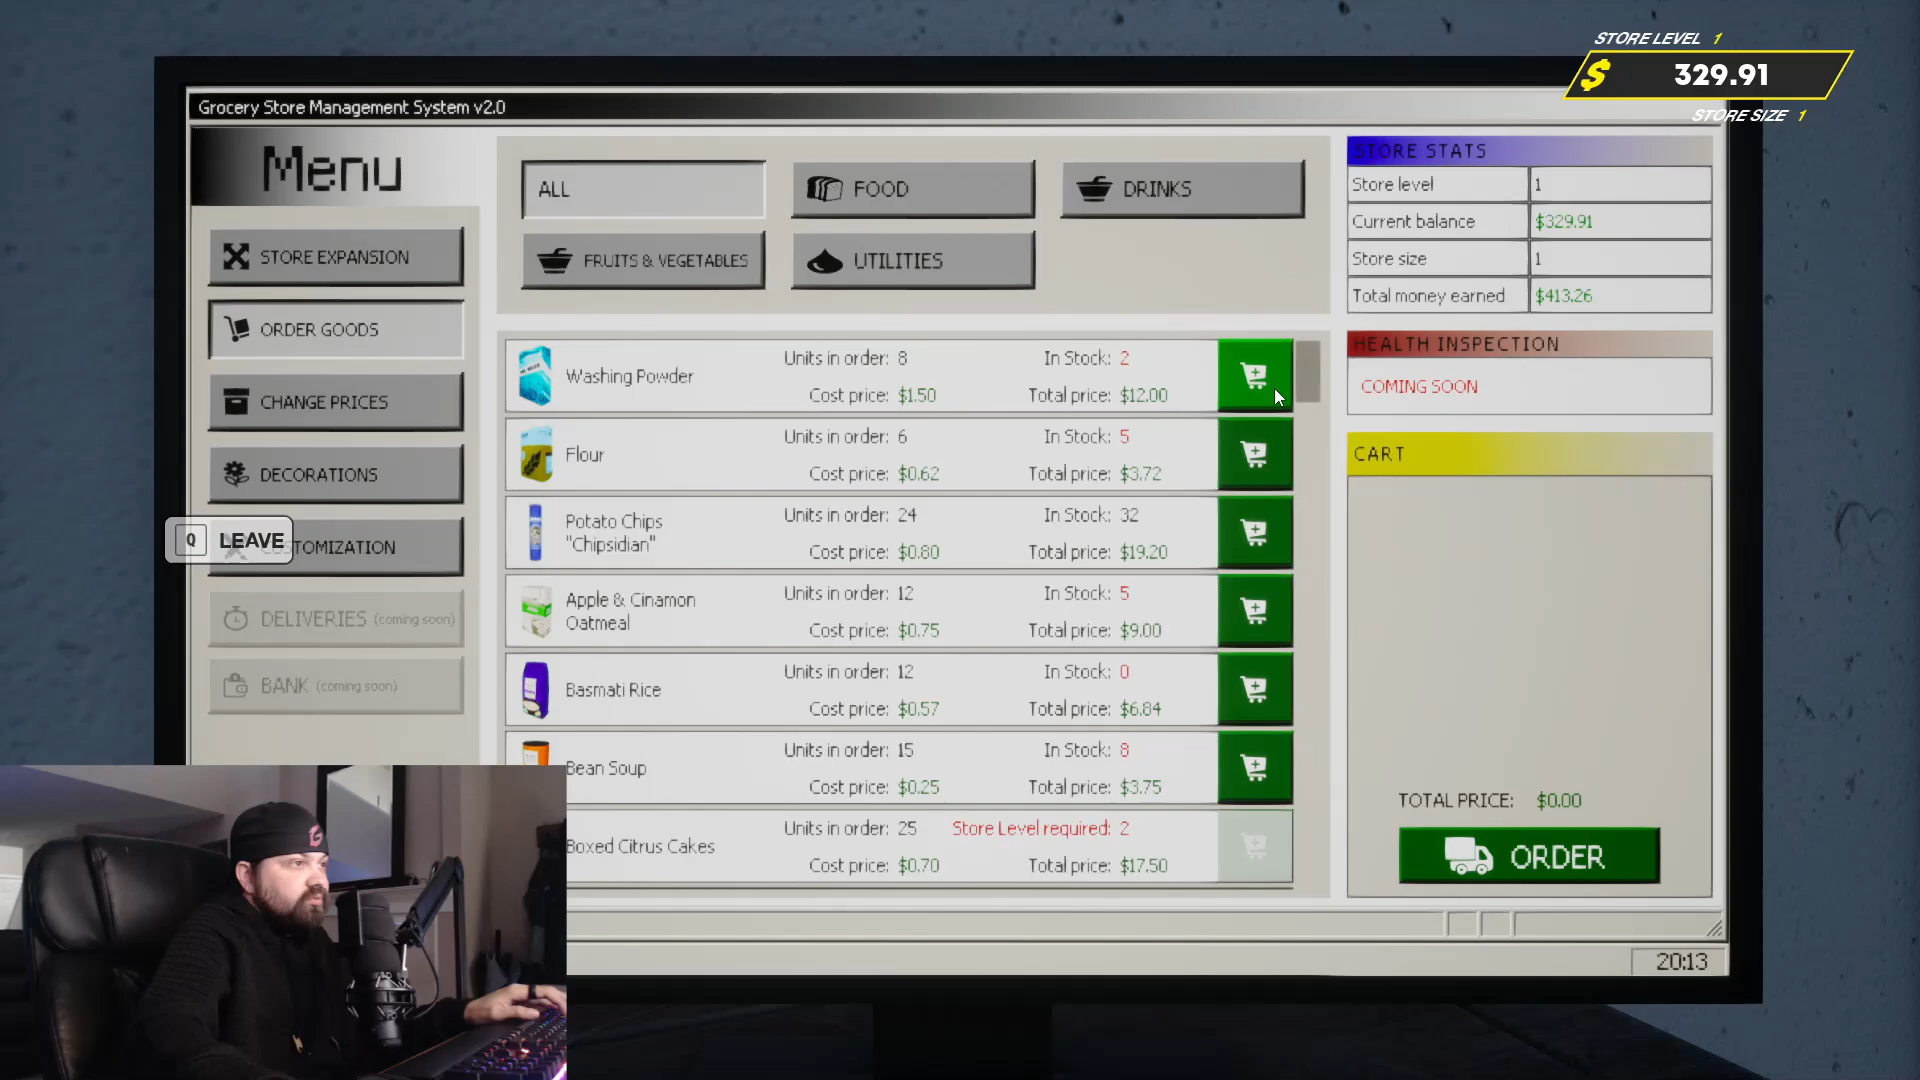 STORE LEVEL 1
$ 329.91
STORE SIZE 1
Grocery Store Management System v2.0
Menu
STORE EXPANSION
ORDER GOODS
CHANGE PRICES
DECORATIONS
Q LEAVE
CUSTOMIZATION
DELIVERIES (coming soon)
BANK (coming soon)
ALL
FOOD
DRINKS
FRUITS & VEGETABLES
UTILITIES
Washing Powder
Units in order: 8
In Stock: 2
Cost price: $1.50
Total price: $12.00
Flour
Units in order: 6
In Stock: 5
Cost price: $0.62
Total price: $3.72
Potato Chips
"Chipsidian"
Units in order: 24
In Stock: 32
Cost price: $0.80
Total price: $19.20
Apple & Cinamon
Oatmeal
Units in order: 12
In Stock: 5
Cost price: $0.75
Total price: $9.00
Basmati Rice
Units in order: 12
In Stock: 0
Cost price: $0.57
Total price: $6.84
Bean Soup
Units in order: 15
In Stock: 8
Cost price: $0.25
Total price: $3.75
Boxed Citrus Cakes
Units in order: 25
Store Level required: 2
Cost price: $0.70
Total price: $17.50
STORE STATS
Store level 1
Current balance $329.91
Store size 1
Total money earned $413.26
HEALTH INSPECTION
COMING SOON
CART
TOTAL PRICE: $0.00
ORDER
20:13